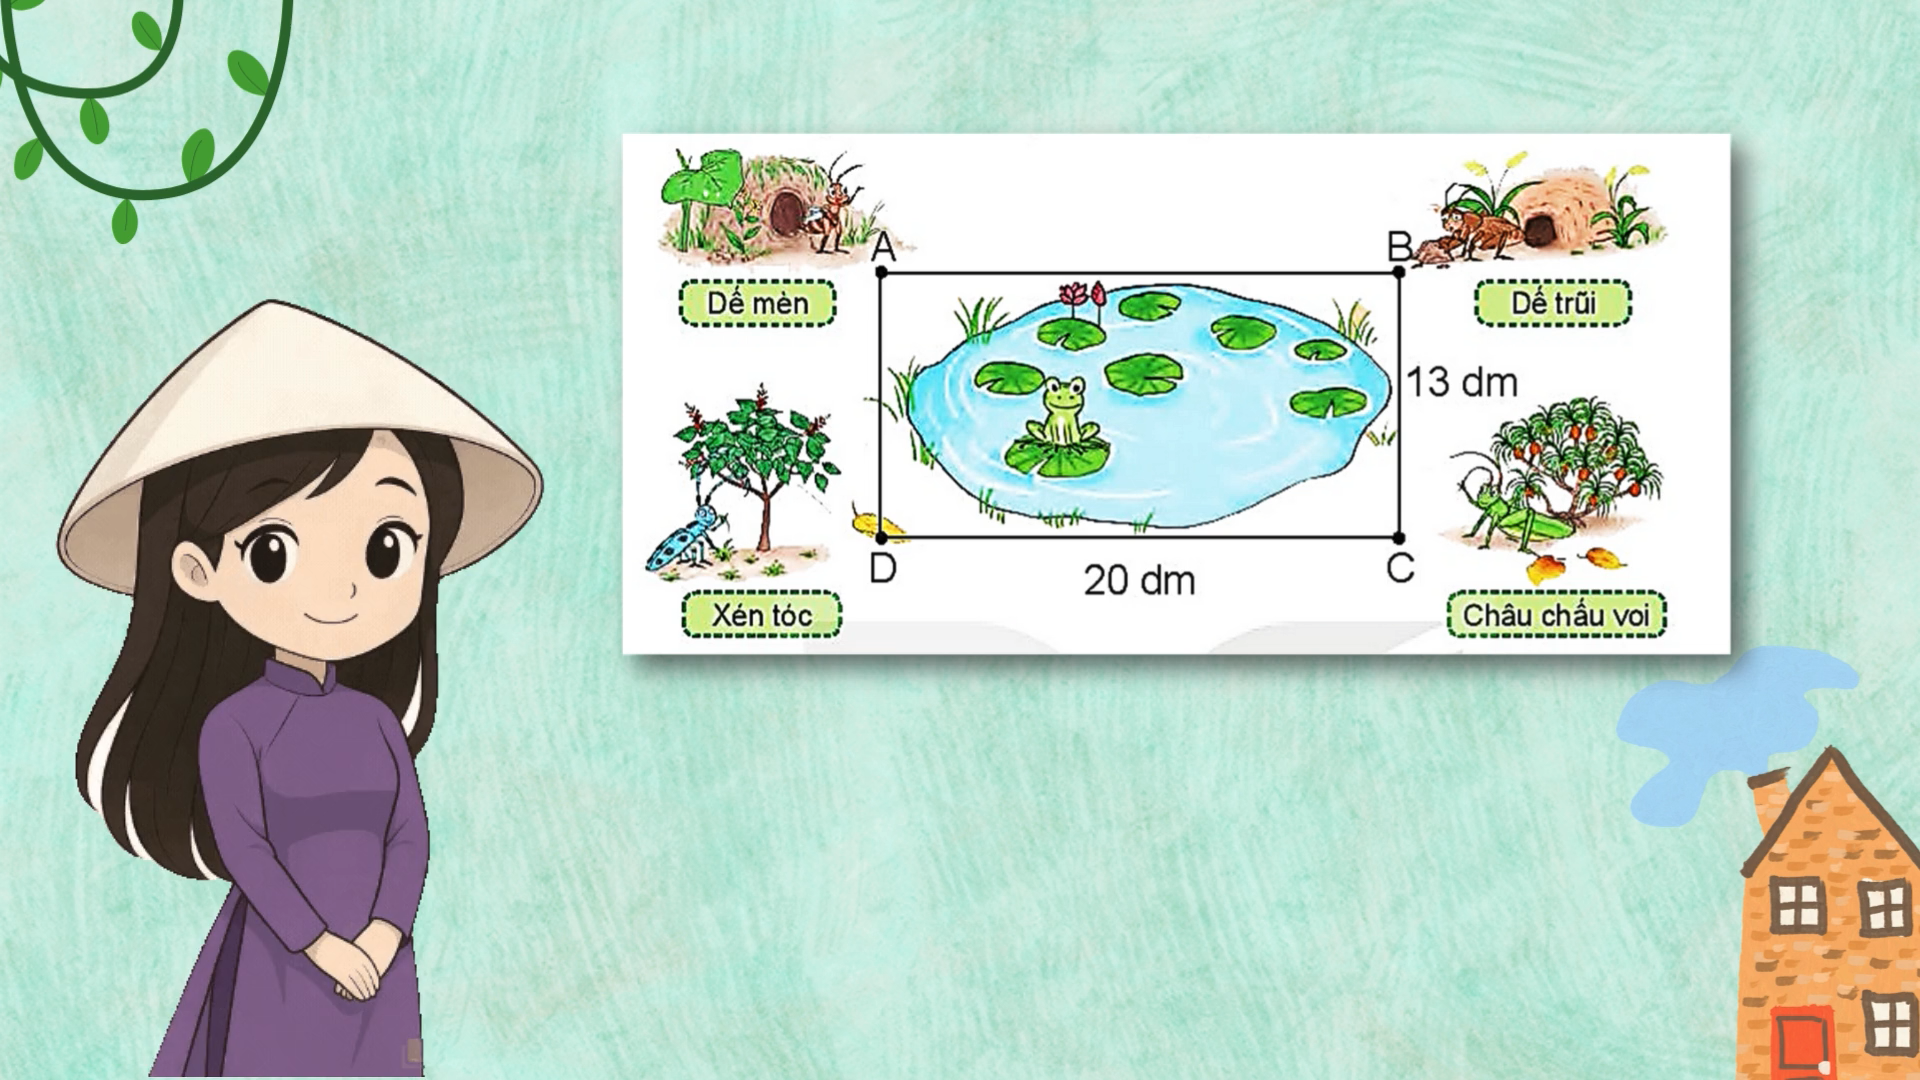 A
B
Dế mèn
Dế trũi
13 dm
D
C
20 dm
Xén tóc
Châu chấu voi